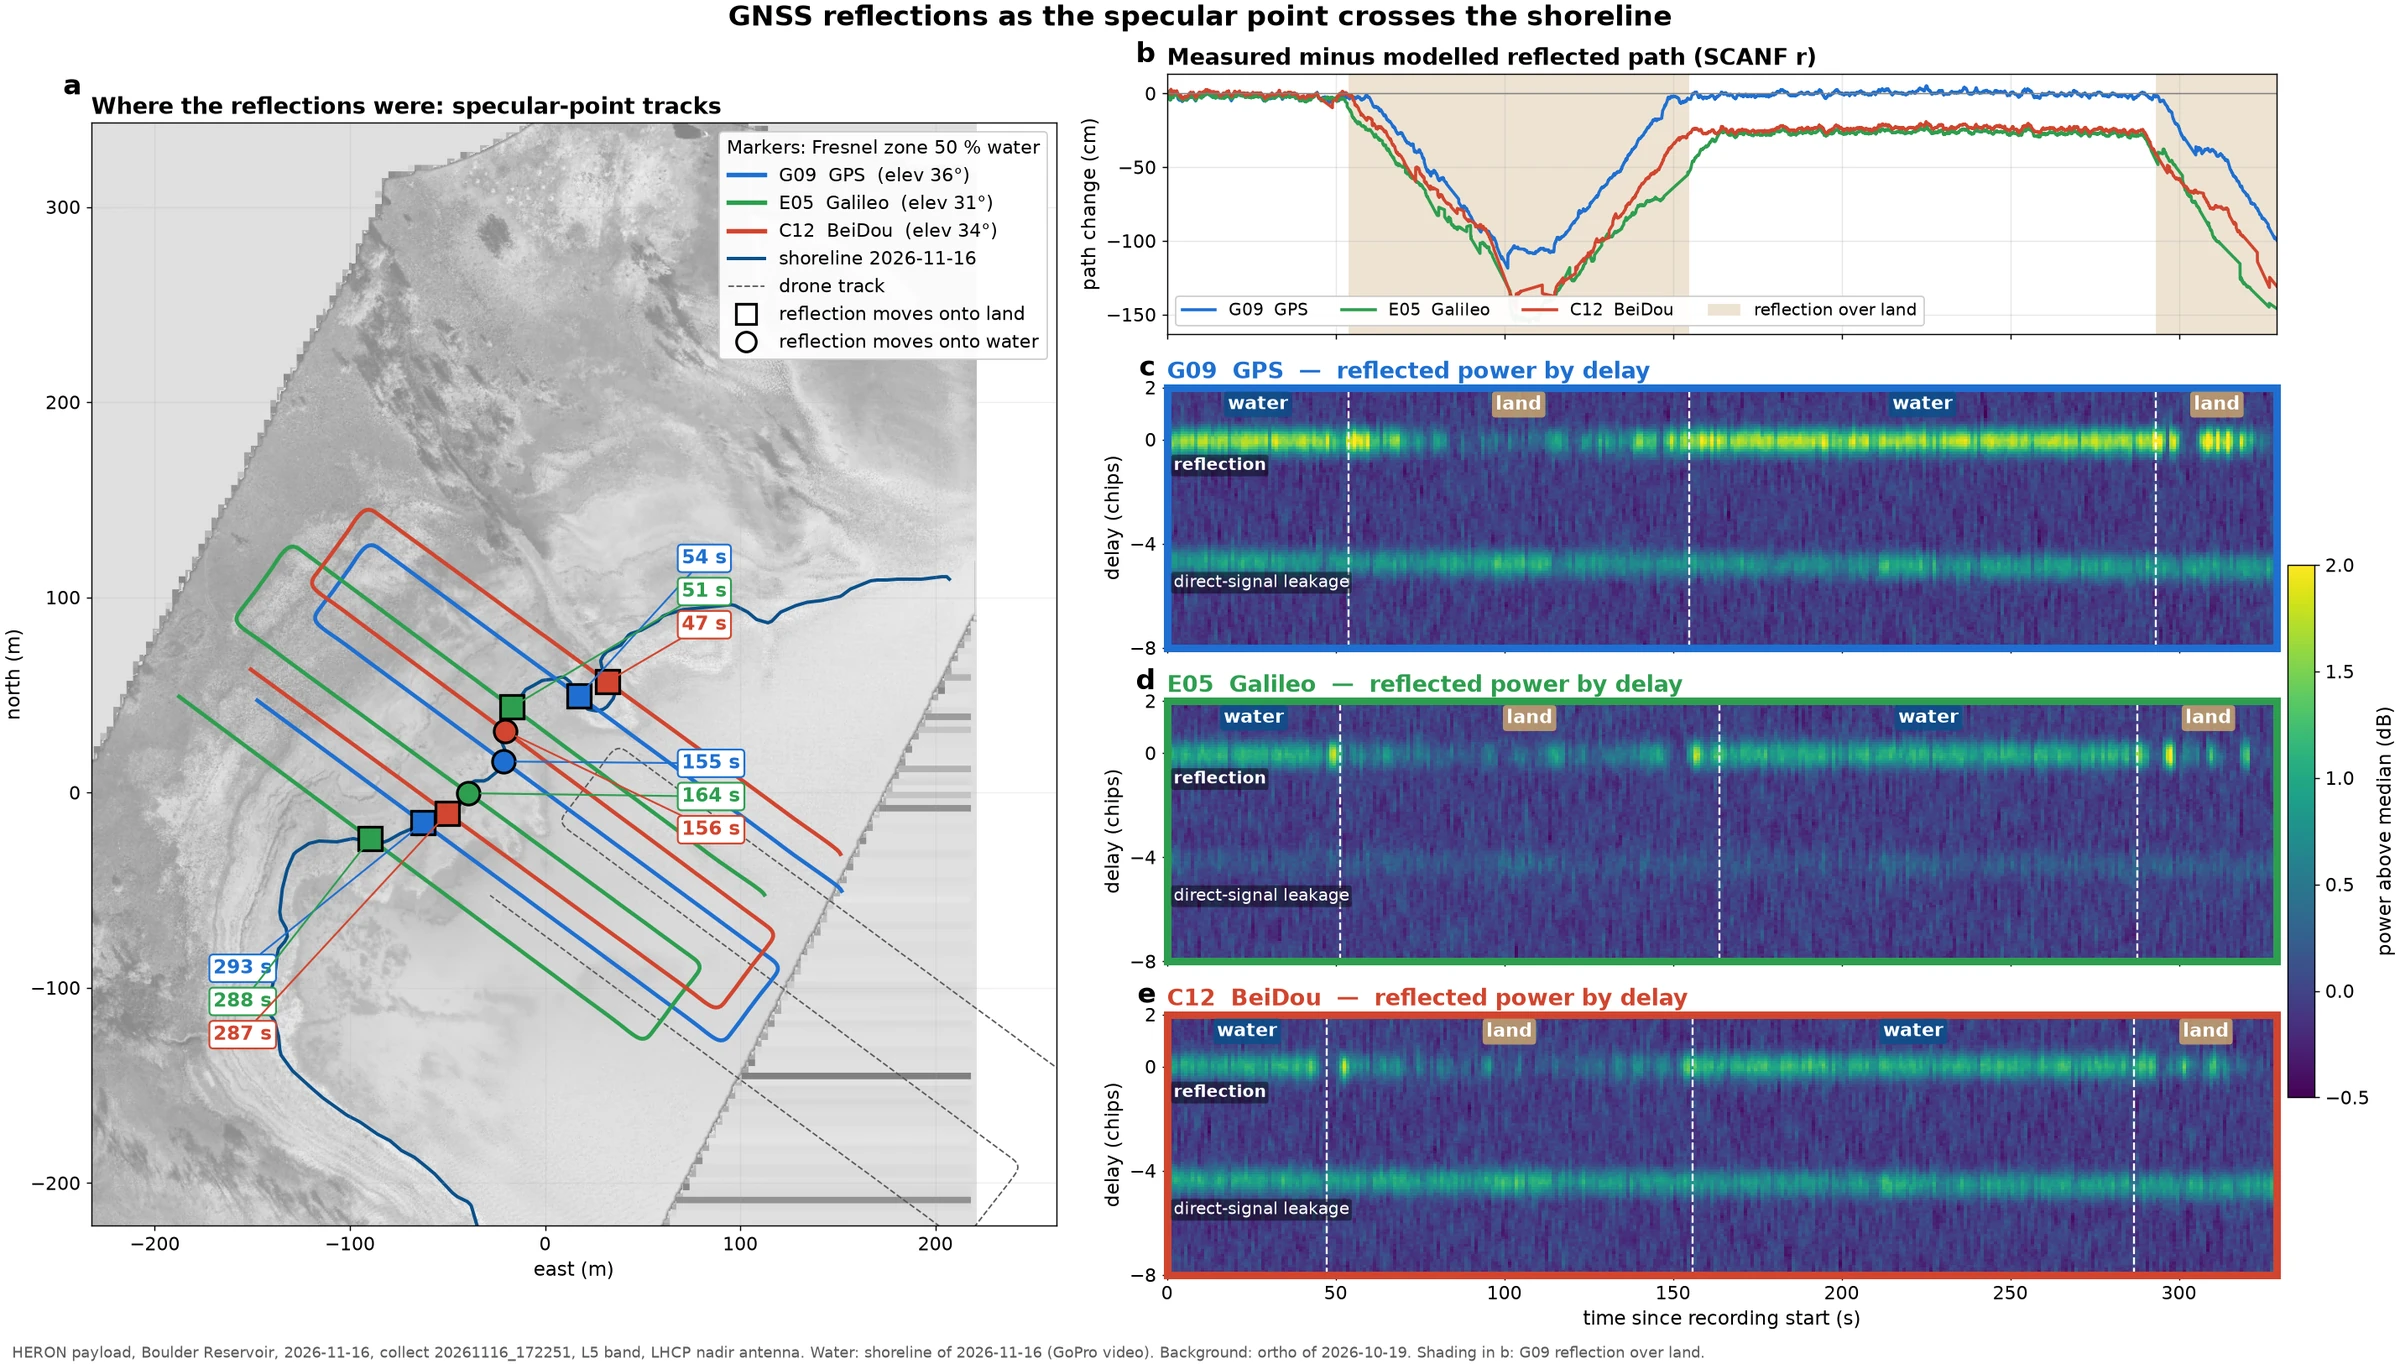 GNSS reflections as the specular point crosses the shoreline
a
Where the reflections were: specular-point tracks
Markers: Fresnel zone 50 % water
G09 GPS (elev 36°)
E05 Galileo (elev 31°)
C12 BeiDou (elev 34°)
shoreline 2026-11-16
drone track
reflection moves onto land
reflection moves onto water
54 s
51 s
47 s
155 s
164 s
156 s
293 s
288 s
287 s
300
200
100
0
−100
−200
north (m)
−200
−100
0
100
200
east (m)
b
Measured minus modelled reflected path (SCANF r)
0
−50
−100
−150
path change (cm)
G09 GPS
E05 Galileo
C12 BeiDou
reflection over land
c
G09 GPS — reflected power by delay
2
0
−4
−8
delay (chips)
water
land
water
land
reflection
direct-signal leakage
d
E05 Galileo — reflected power by delay
2
0
−4
−8
delay (chips)
water
land
water
land
reflection
direct-signal leakage
e
C12 BeiDou — reflected power by delay
2
0
−4
−8
delay (chips)
water
land
water
land
reflection
direct-signal leakage
0
50
100
150
200
250
300
time since recording start (s)
2.0
1.5
1.0
0.5
0.0
−0.5
power above median (dB)
HERON payload, Boulder Reservoir, 2026-11-16, collect 20261116_172251, L5 band, LHCP nadir antenna. Water: shoreline of 2026-11-16 (GoPro video). Background: ortho of 2026-10-19. Shading in b: G09 reflection over land.